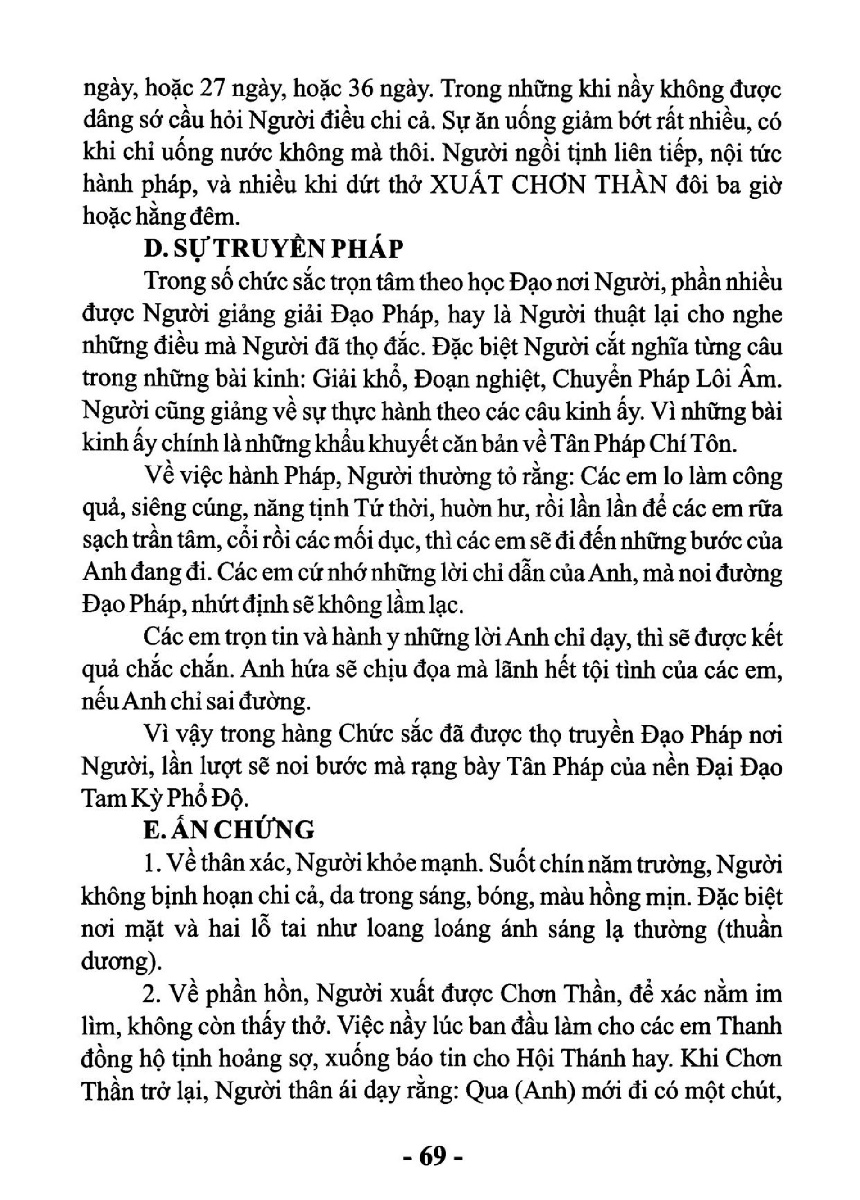 ngày, hoặc 27 ngày, hoặc 36 ngày. Trong những khi nầy không được
dâng sớ cầu hỏi Người điều chi cả. Sự ăn uống giảm bớt rất nhiều, có
khi chỉ uống nước không mà thôi. Người ngồi tịnh liên tiếp, nội tức
hành pháp, và nhiều khi dứt thở XUẤT CHƠN THẦN đôi ba giờ
hoặc hằng đêm.
D. SỰ TRUYỀN PHÁP
Trong số chức sắc trọn tâm theo học Đạo nơi Người, phần nhiều
được Người giảng giải Đạo Pháp, hay là Người thuật lại cho nghe
những điều mà Người đã thọ đắc. Đặc biệt Người cắt nghĩa từng câu
trong những bài kinh: Giải khổ, Đoạn nghiệt, Chuyển Pháp Lôi Âm.
Người cũng giảng về sự thực hành theo các câu kinh ấy. Vì những bài
kinh ấy chính là những khẩu khuyết căn bản về Tân Pháp Chí Tôn.
Về việc hành Pháp, Người thường tỏ rằng: Các em lo làm công
quả, siêng cúng, năng tịnh Tứ thời, huờn hư, rồi lần lần để các em rữa
sạch trần tâm, cổi rồi các mối dục, thì các em sẽ đi đến những bước của
Anh đang đi. Các em cứ nhớ những lời chỉ dẫn của Anh, mà noi đường
Đạo Pháp, nhứt định sẽ không lầm lạc.
Các em trọn tin và hành y những lời Anh chỉ dạy, thì sẽ được kết
quả chắc chắn. Anh hứa sẽ chịu đọa mà lãnh hết tội tình của các em,
nếu Anh chỉ sai đường.
Vì vậy trong hàng Chức sắc đã được thọ truyền Đạo Pháp nơi
Người, lần lượt sẽ noi bước mà rạng bày Tân Pháp của nền Đại Đạo
Tam Kỳ Phổ Độ.
E. ẤN CHỨNG
1. Về thân xác, Người khỏe mạnh. Suốt chín năm trường, Người
không bịnh hoạn chi cả, da trong sáng, bóng, màu hồng mịn. Đặc biệt
nơi mặt và hai lỗ tai như loang loáng ánh sáng lạ thường (thuần
dương).
2. Về phần hồn, Người xuất được Chơn Thần, để xác nằm im
lìm, không còn thấy thở. Việc nầy lúc ban đầu làm cho các em Thanh
đồng hộ tịnh hoảng sợ, xuống báo tin cho Hội Thánh hay. Khi Chơn
Thần trở lại, Người thân ái dạy rằng: Qua (Anh) mới đi có một chút,
- 69 -